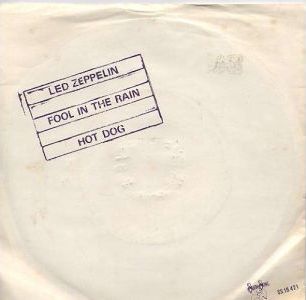 LED ZEPPELIN
FOOL IN THE RAIN
HOT DOG